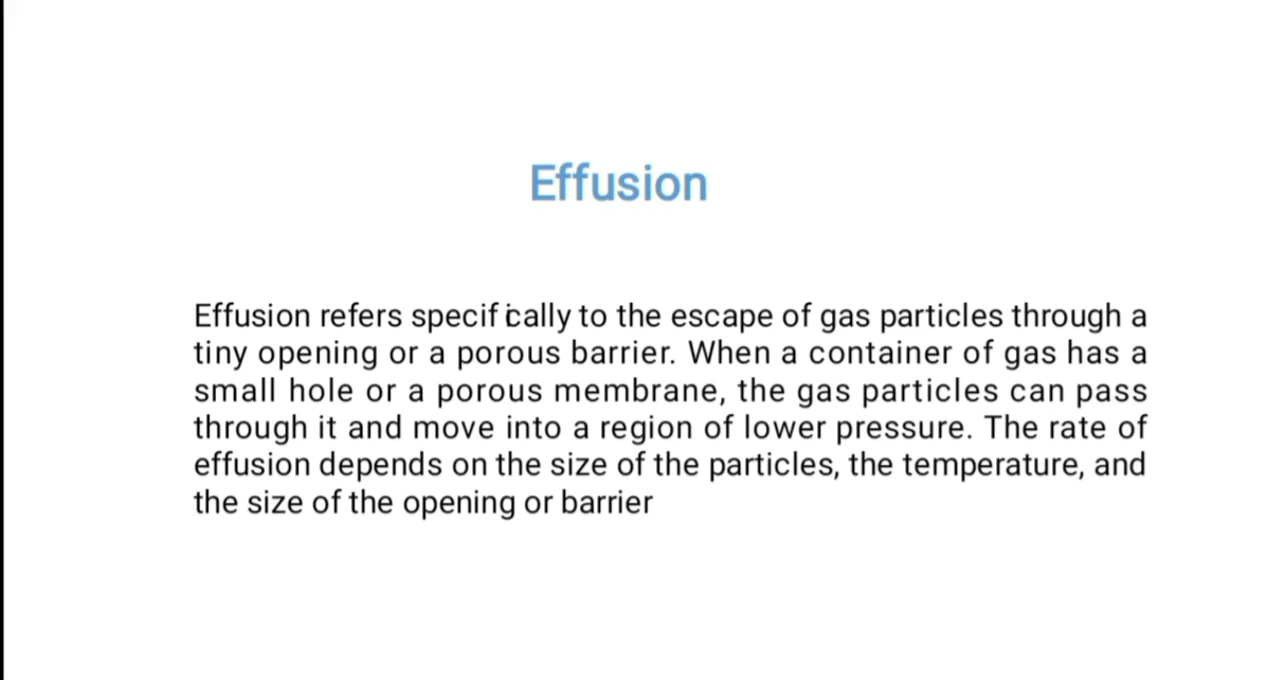 Effusion
Effusion refers specifically to the escape of gas particles through a
tiny opening or a porous barrier. When a container of gas has a
small hole or a porous membrane, the gas particles can pass
through it and move into a region of lower pressure. The rate of
effusion depends on the size of the particles, the temperature, and
the size of the opening or barrier